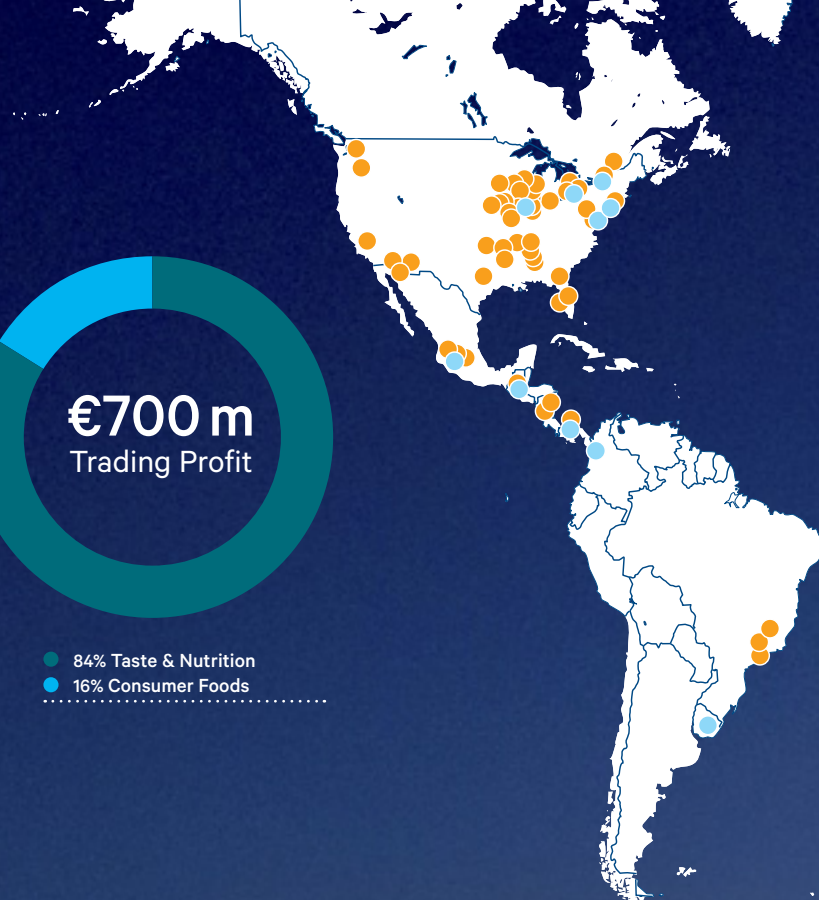 €700 m
Trading Profit
84% Taste & Nutrition
16% Consumer Foods